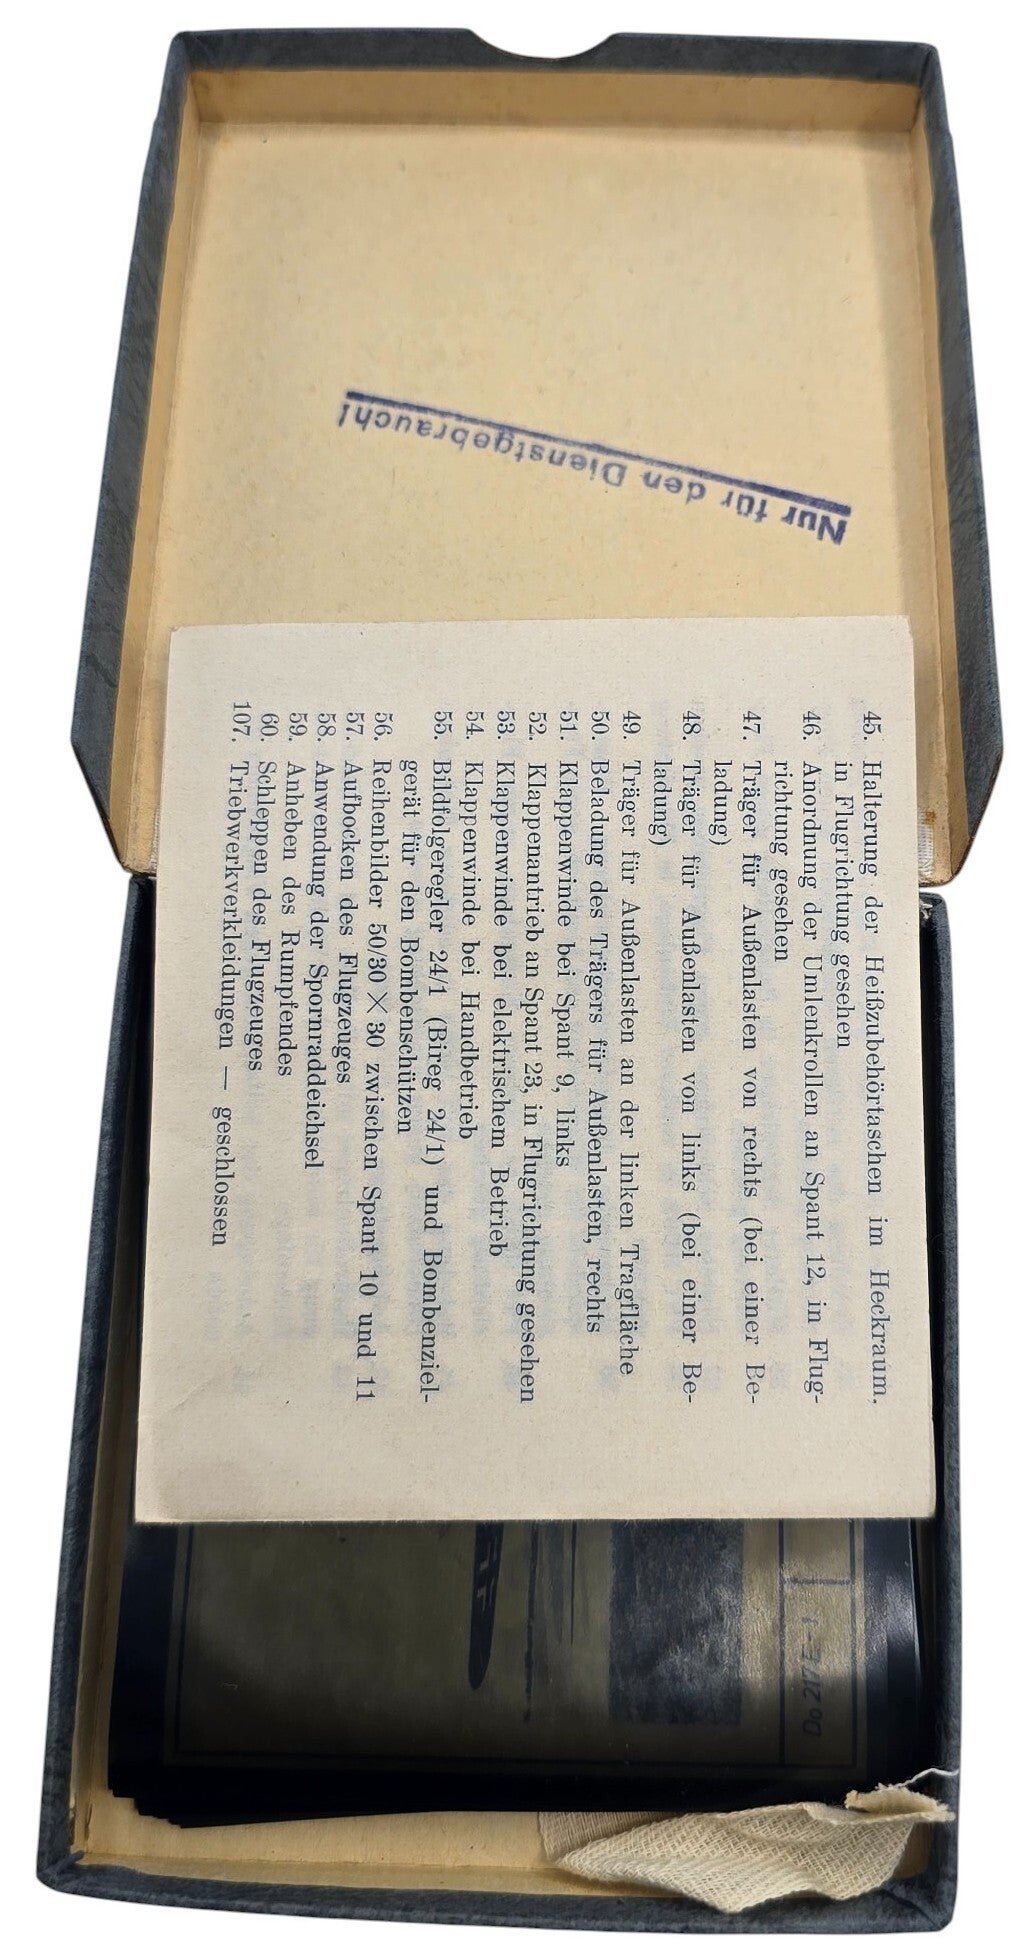 Nur für den Dienstgebrauch!
45. Halterung der Heißzubehörtaschen im Heckraum,
in Flugrichtung gesehen
46. Anordnung der Umlenkrollen an Spant 12, in Flug-
richtung gesehen
47. Träger für Außenlasten von rechts (bei einer Be-
ladung)
48. Träger für Außenlasten von links (bei einer Be-
ladung)
49. Träger für Außenlasten an der linken Tragfläche
50. Beladung des Trägers für Außenlasten, rechts
51. Klappenwinde bei Spant 9, links
52. Klappenantrieb an Spant 23, in Flugrichtung gesehen
53. Klappenwinde bei elektrischem Betrieb
54. Klappenwinde bei Handbetrieb
55. Bildfolgeregler 24/1 (Bireg 24/1) und Bombenziel-
gerät für den Bombenschützen
56. Reihenbilder 50/30 × 30 zwischen Spant 10 und 11
57. Aufbocken des Flugzeuges
58. Anwendung der Spornraddeichsel
59. Anheben des Rumpfendes
60. Schleppen des Flugzeuges
107. Triebwerkverkleidungen — geschlossen
Do 217E-1